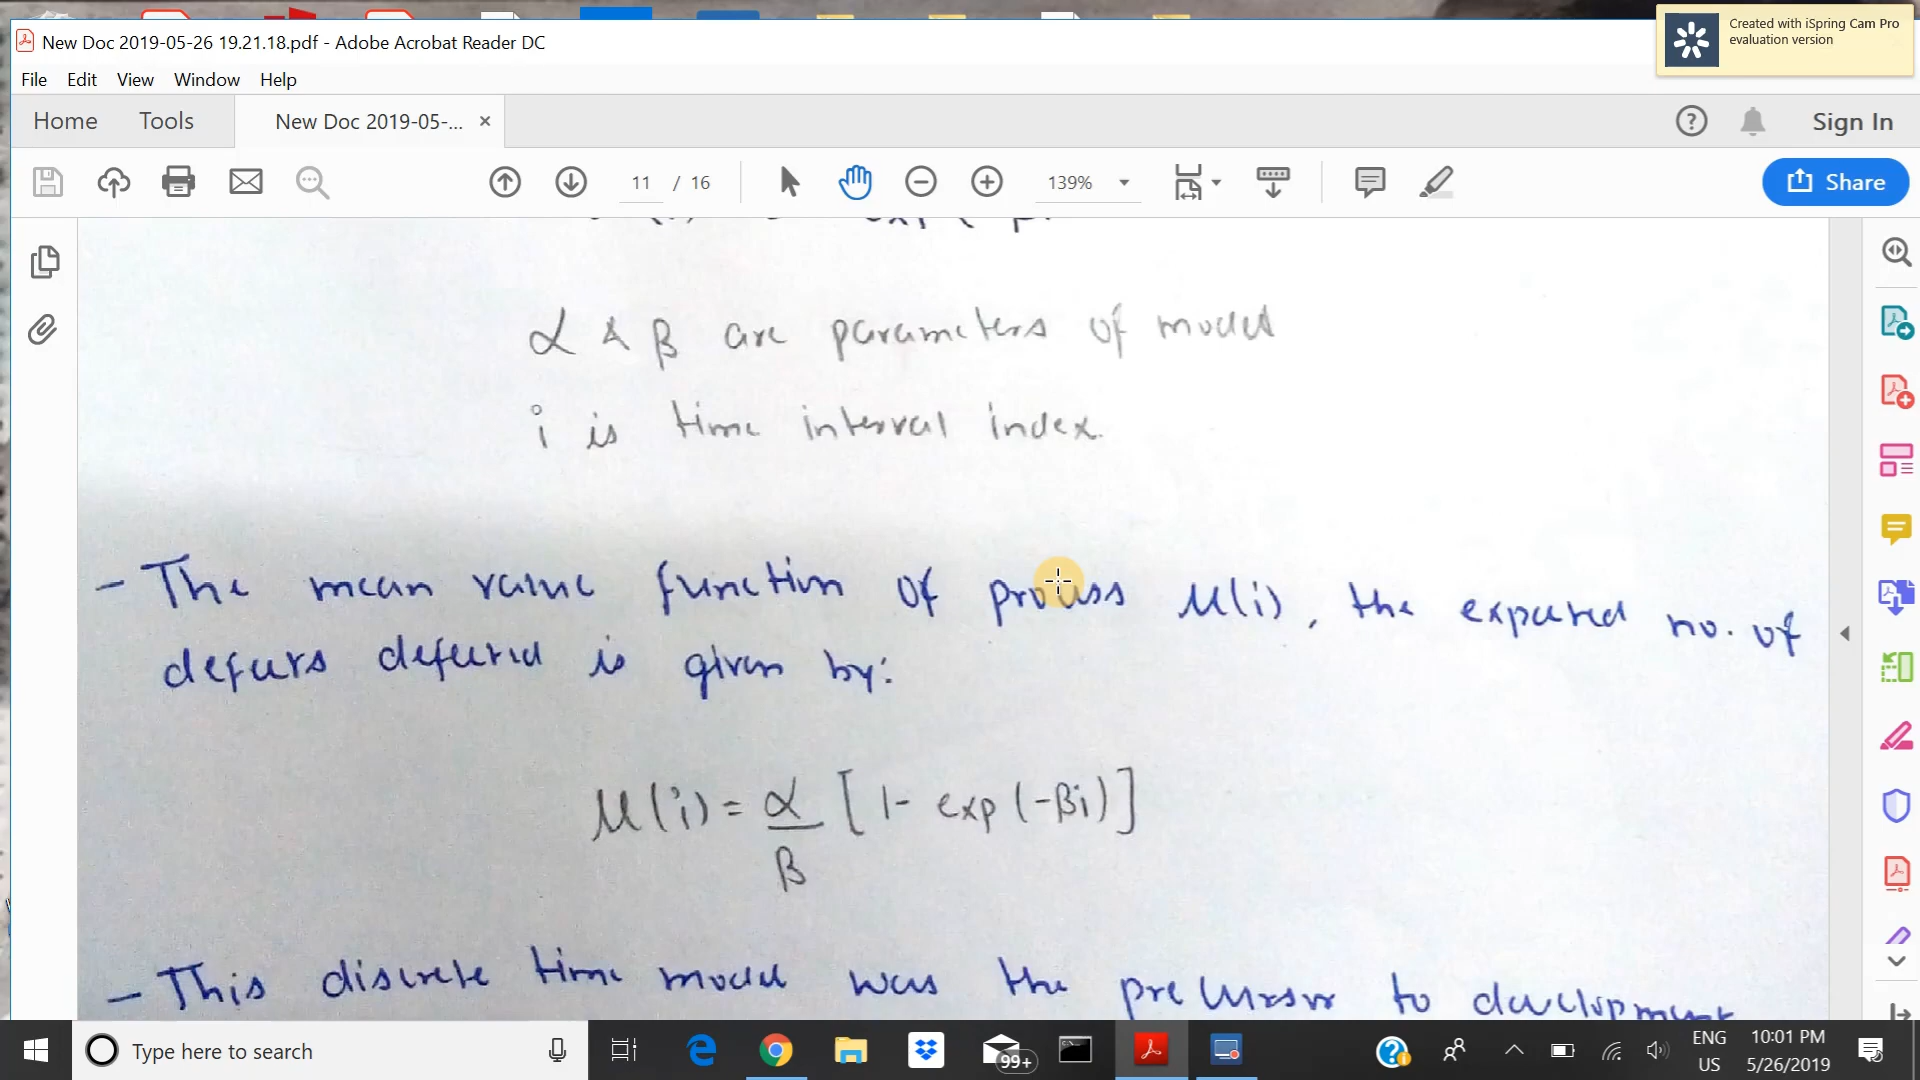 New Doc 2019-05-26 19.21.18.pdf - Adobe Acrobat Reader DC
Created with iSpring Cam Pro
evaluation version
File Edit View Window Help
Home Tools New Doc 2019-05-... × Sign In
11 / 16 139% Share
α & β are parameters of model
i is time interval index.
- The mean value function of process μ(i), the expected no. of
defects detected is given by:
μ(i) = α/β [1 - exp(-βi)]
- This discrete time model was the precursor to development
Type here to search 99+ ENG 10:01 PM
US 5/26/2019